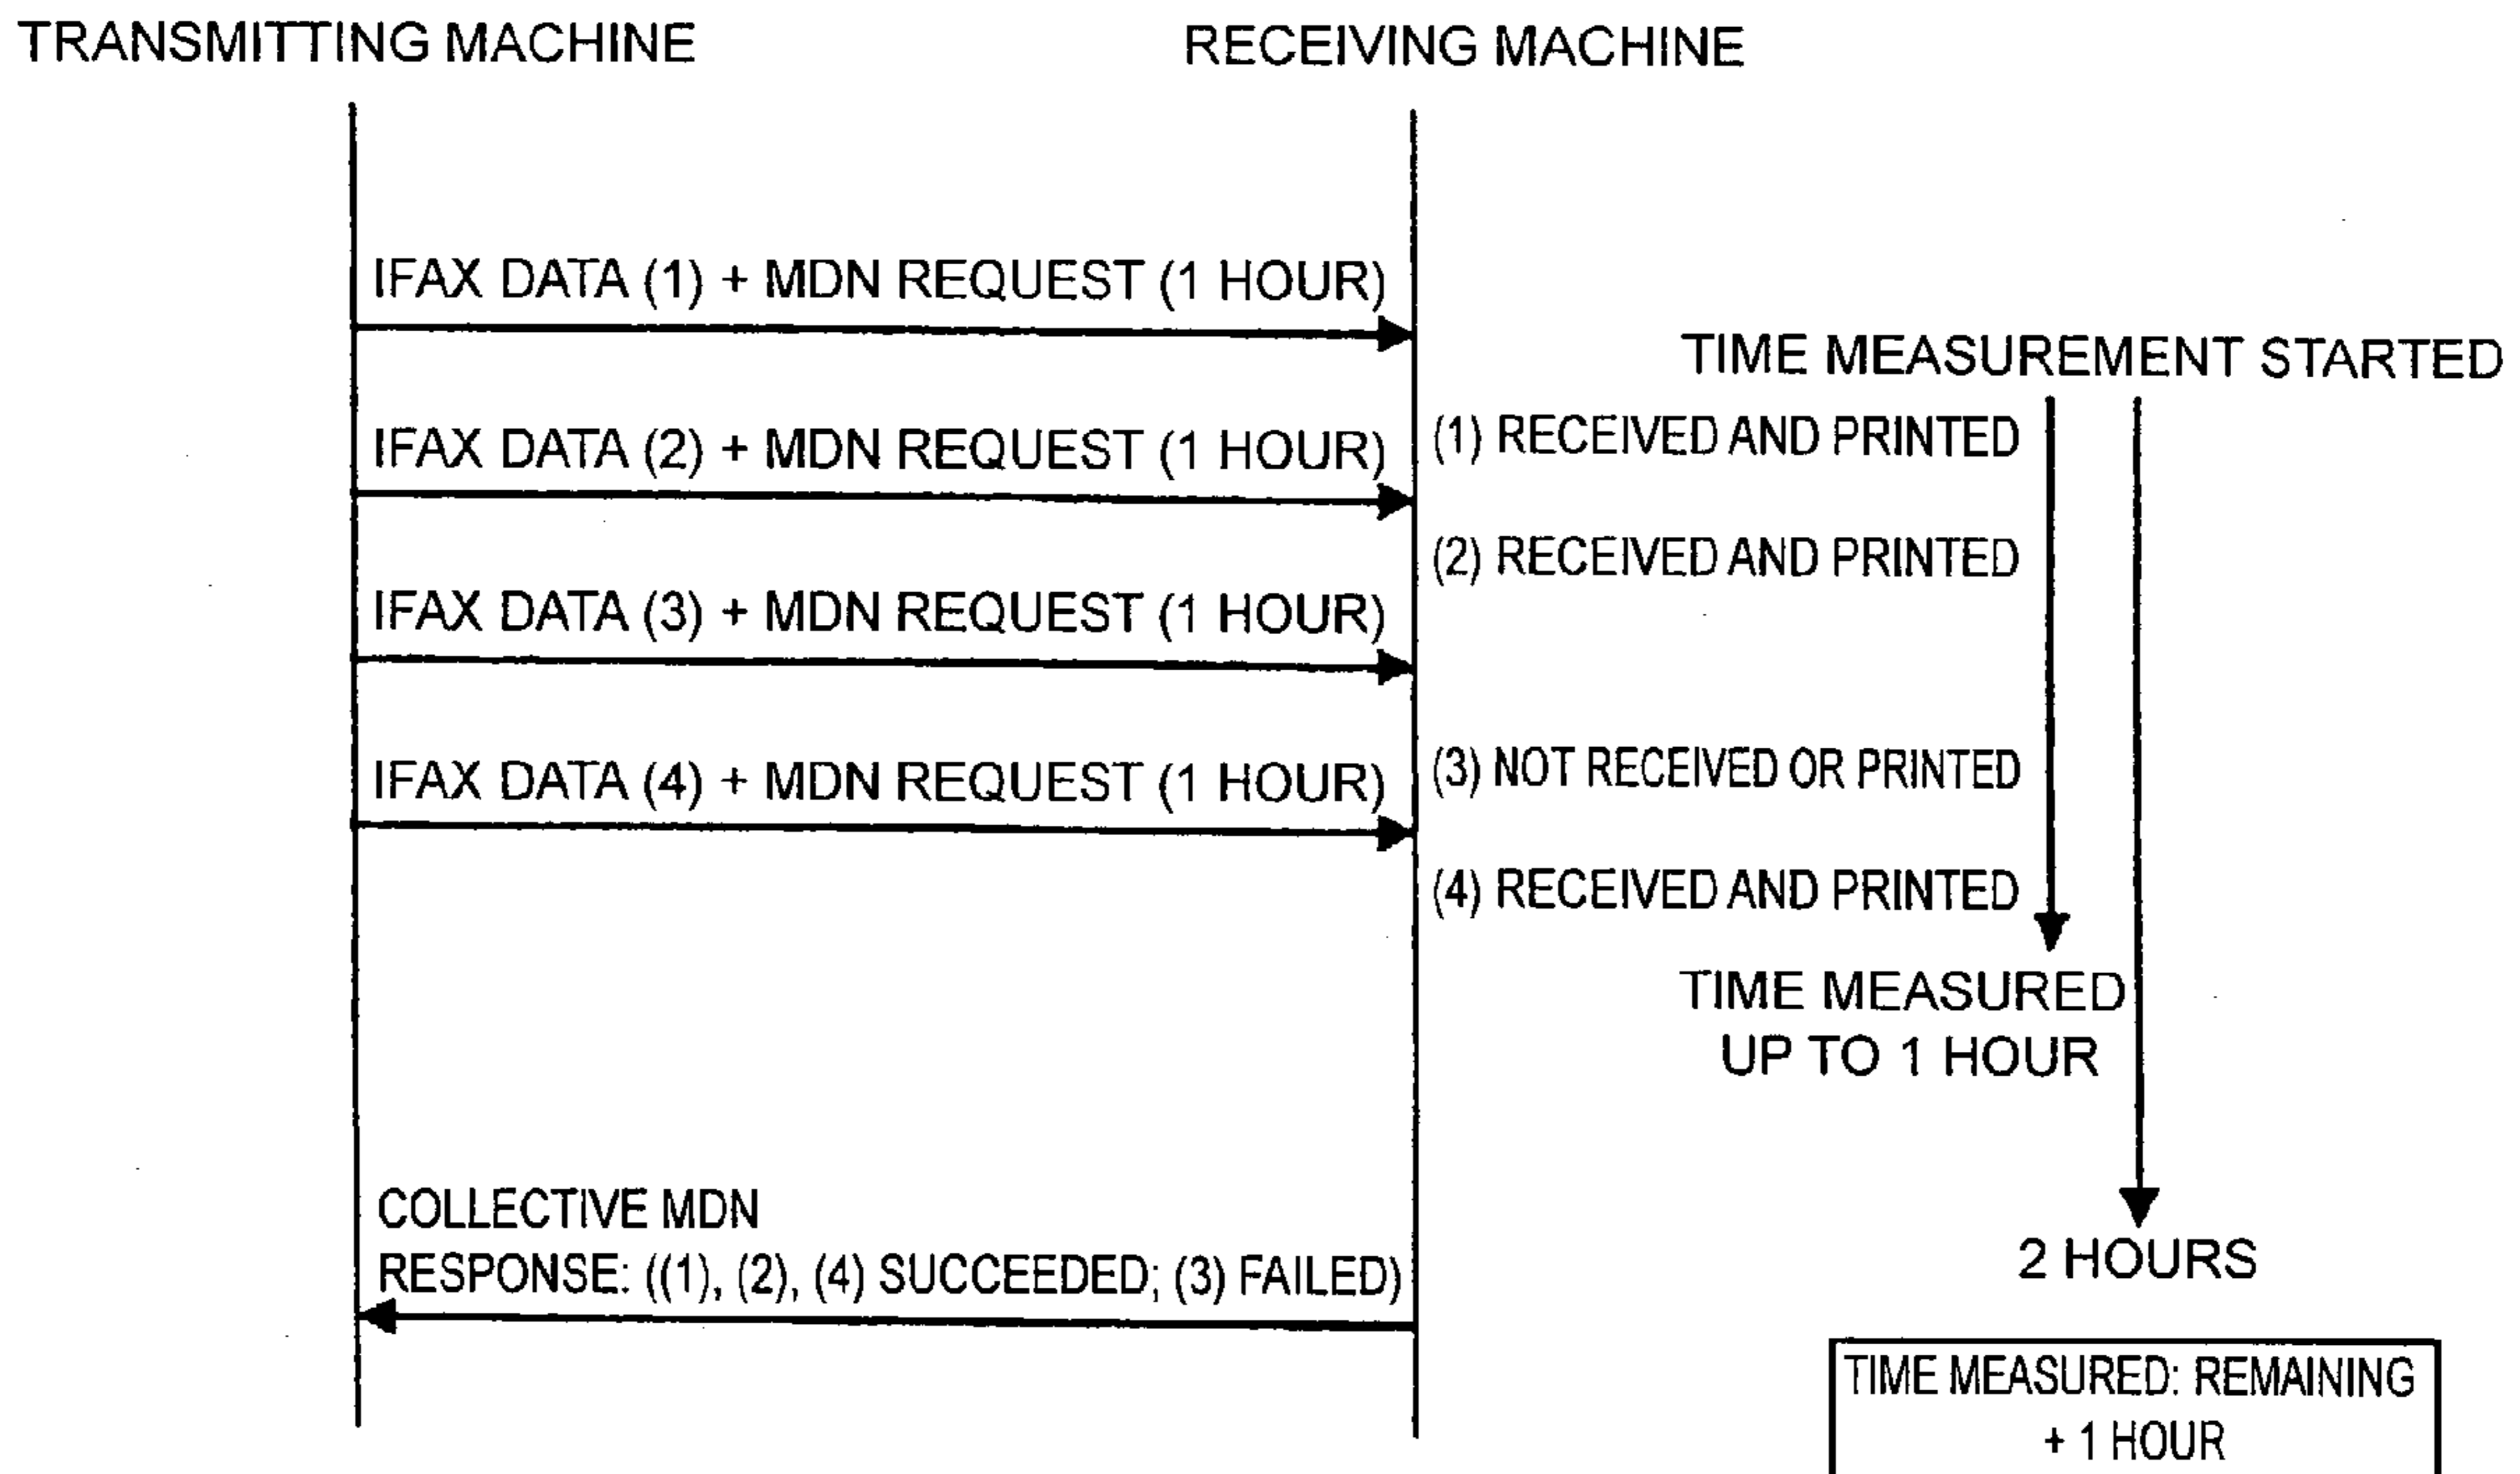 TRANSMITTING MACHINE
RECEIVING MACHINE
IFAX DATA (1) + MDN REQUEST (1 HOUR)
TIME MEASUREMENT STARTED
(1) RECEIVED AND PRINTED
IFAX DATA (2) + MDN REQUEST (1 HOUR)
(2) RECEIVED AND PRINTED
IFAX DATA (3) + MDN REQUEST (1 HOUR)
(3) NOT RECEIVED OR PRINTED
IFAX DATA (4) + MDN REQUEST (1 HOUR)
(4) RECEIVED AND PRINTED
TIME MEASURED
UP TO 1 HOUR
COLLECTIVE MDN
RESPONSE: ((1), (2), (4) SUCCEEDED; (3) FAILED)
2 HOURS
TIME MEASURED: REMAINING
+ 1 HOUR